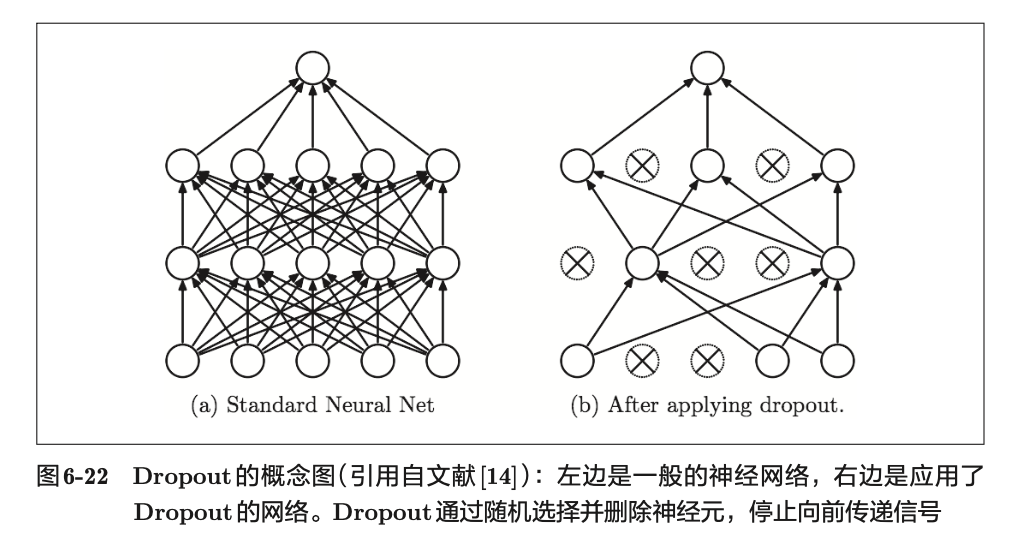 (a) Standard Neural Net
(b) After applying dropout.
图6-22 Dropout的概念图（引用自文献[14]）：左边是一般的神经网络，右边是应用了
Dropout的网络。Dropout通过随机选择并删除神经元，停止向前传递信号